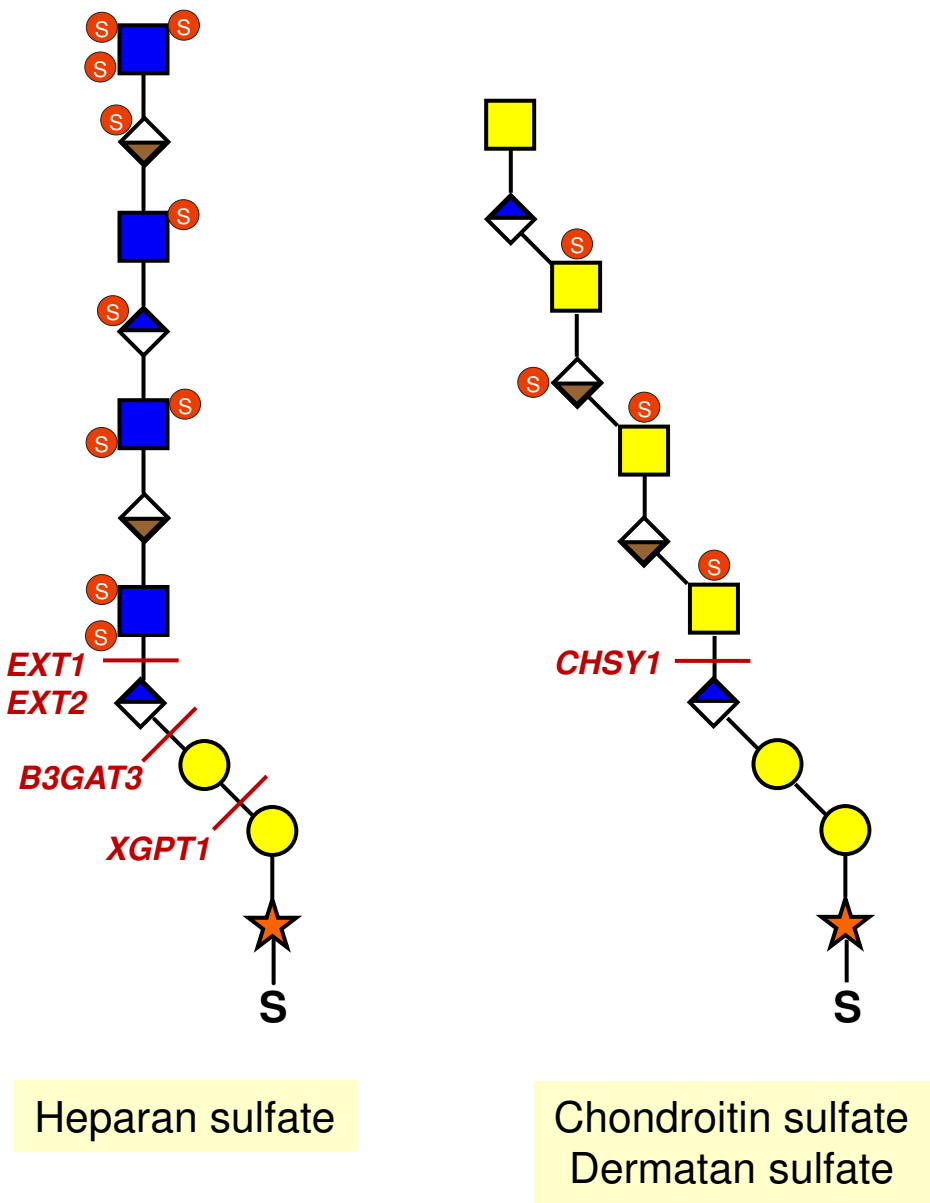 S S
S
S
S
S
S
S
S
S
EXT1
EXT2
B3GAT3
XGPT1
S
Heparan sulfate
S
S
S
S
CHSY1
S
Chondroitin sulfate
Dermatan sulfate